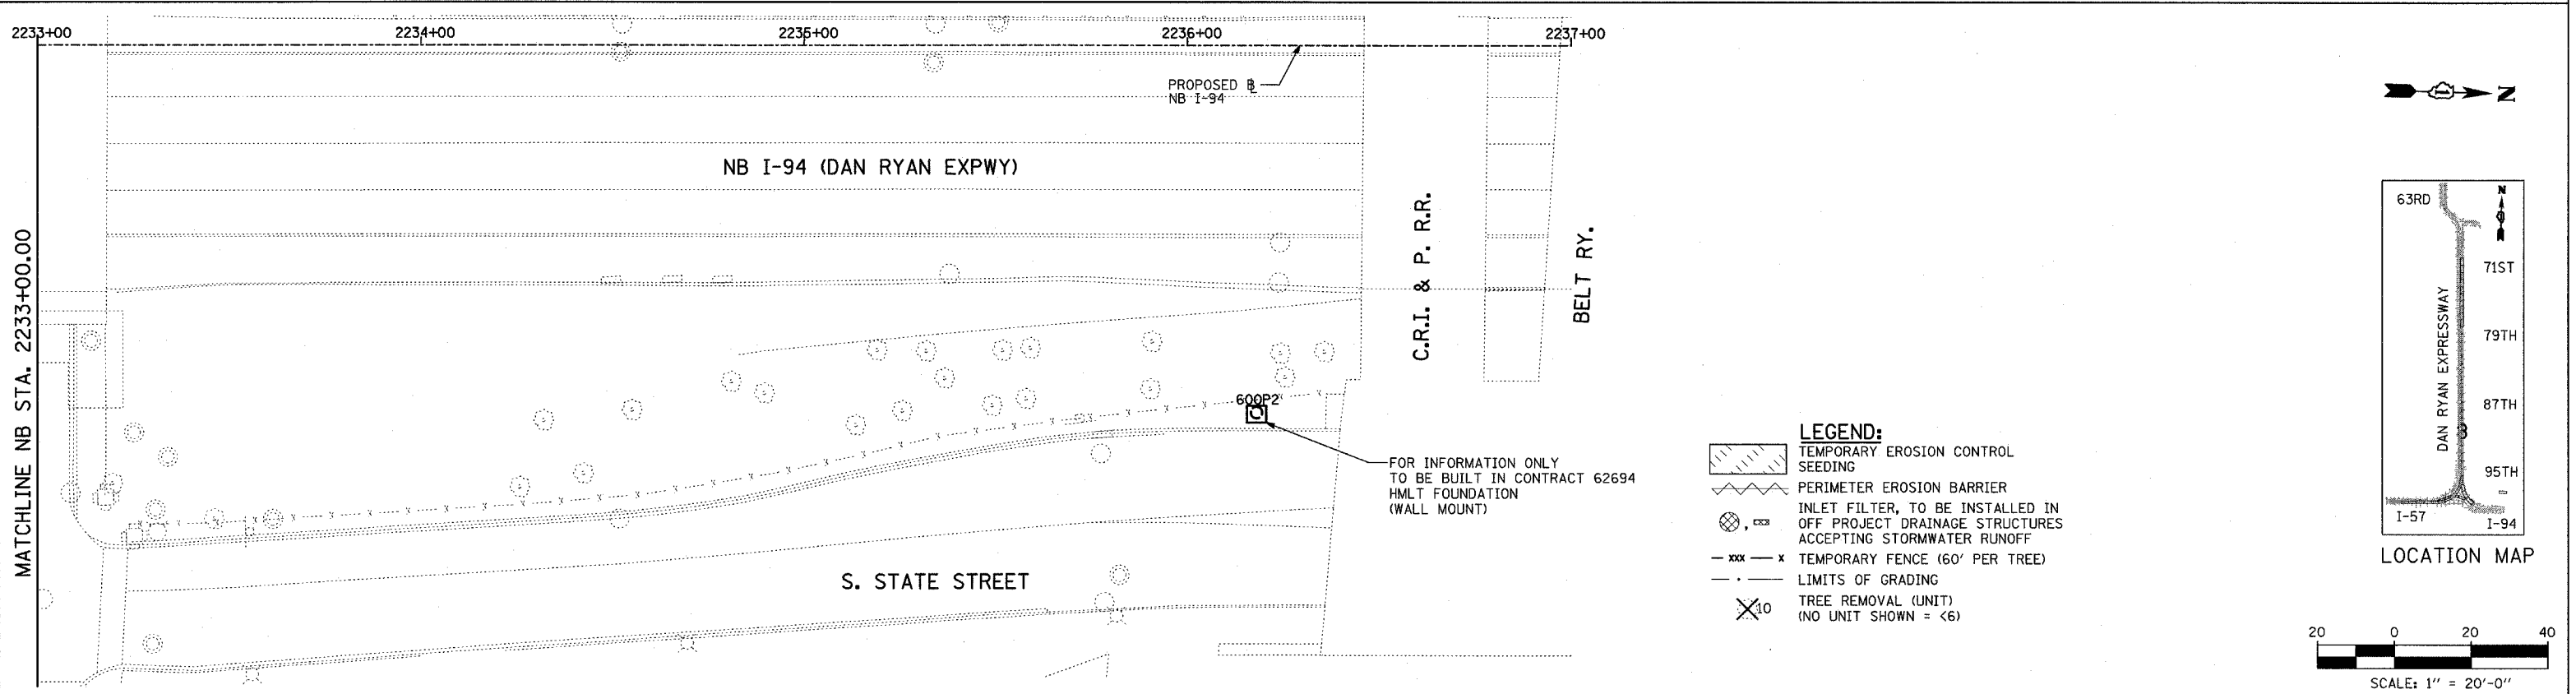 2233+00
2234+00
2235+00
2236+00
2237+00
PROPOSED B
NB I-94
NB I-94 (DAN RYAN EXPWY)
MATCHLINE NB STA. 2233+00.00
C.R.I. & P. R.R.
BELT RY.
600P2
FOR INFORMATION ONLY
TO BE BUILT IN CONTRACT 62694
HMLT FOUNDATION
(WALL MOUNT)
S. STATE STREET
LEGEND:
TEMPORARY EROSION CONTROL
SEEDING
PERIMETER EROSION BARRIER
INLET FILTER, TO BE INSTALLED IN
OFF PROJECT DRAINAGE STRUCTURES
ACCEPTING STORMWATER RUNOFF
XXX X TEMPORARY FENCE (60' PER TREE)
LIMITS OF GRADING
10 TREE REMOVAL (UNIT)
(NO UNIT SHOWN = <6)
N
N
63RD
71ST
79TH
DAN RYAN EXPRESSWAY
87TH
95TH
I-57
I-94
LOCATION MAP
20 0 20 40
SCALE: 1" = 20'-0"